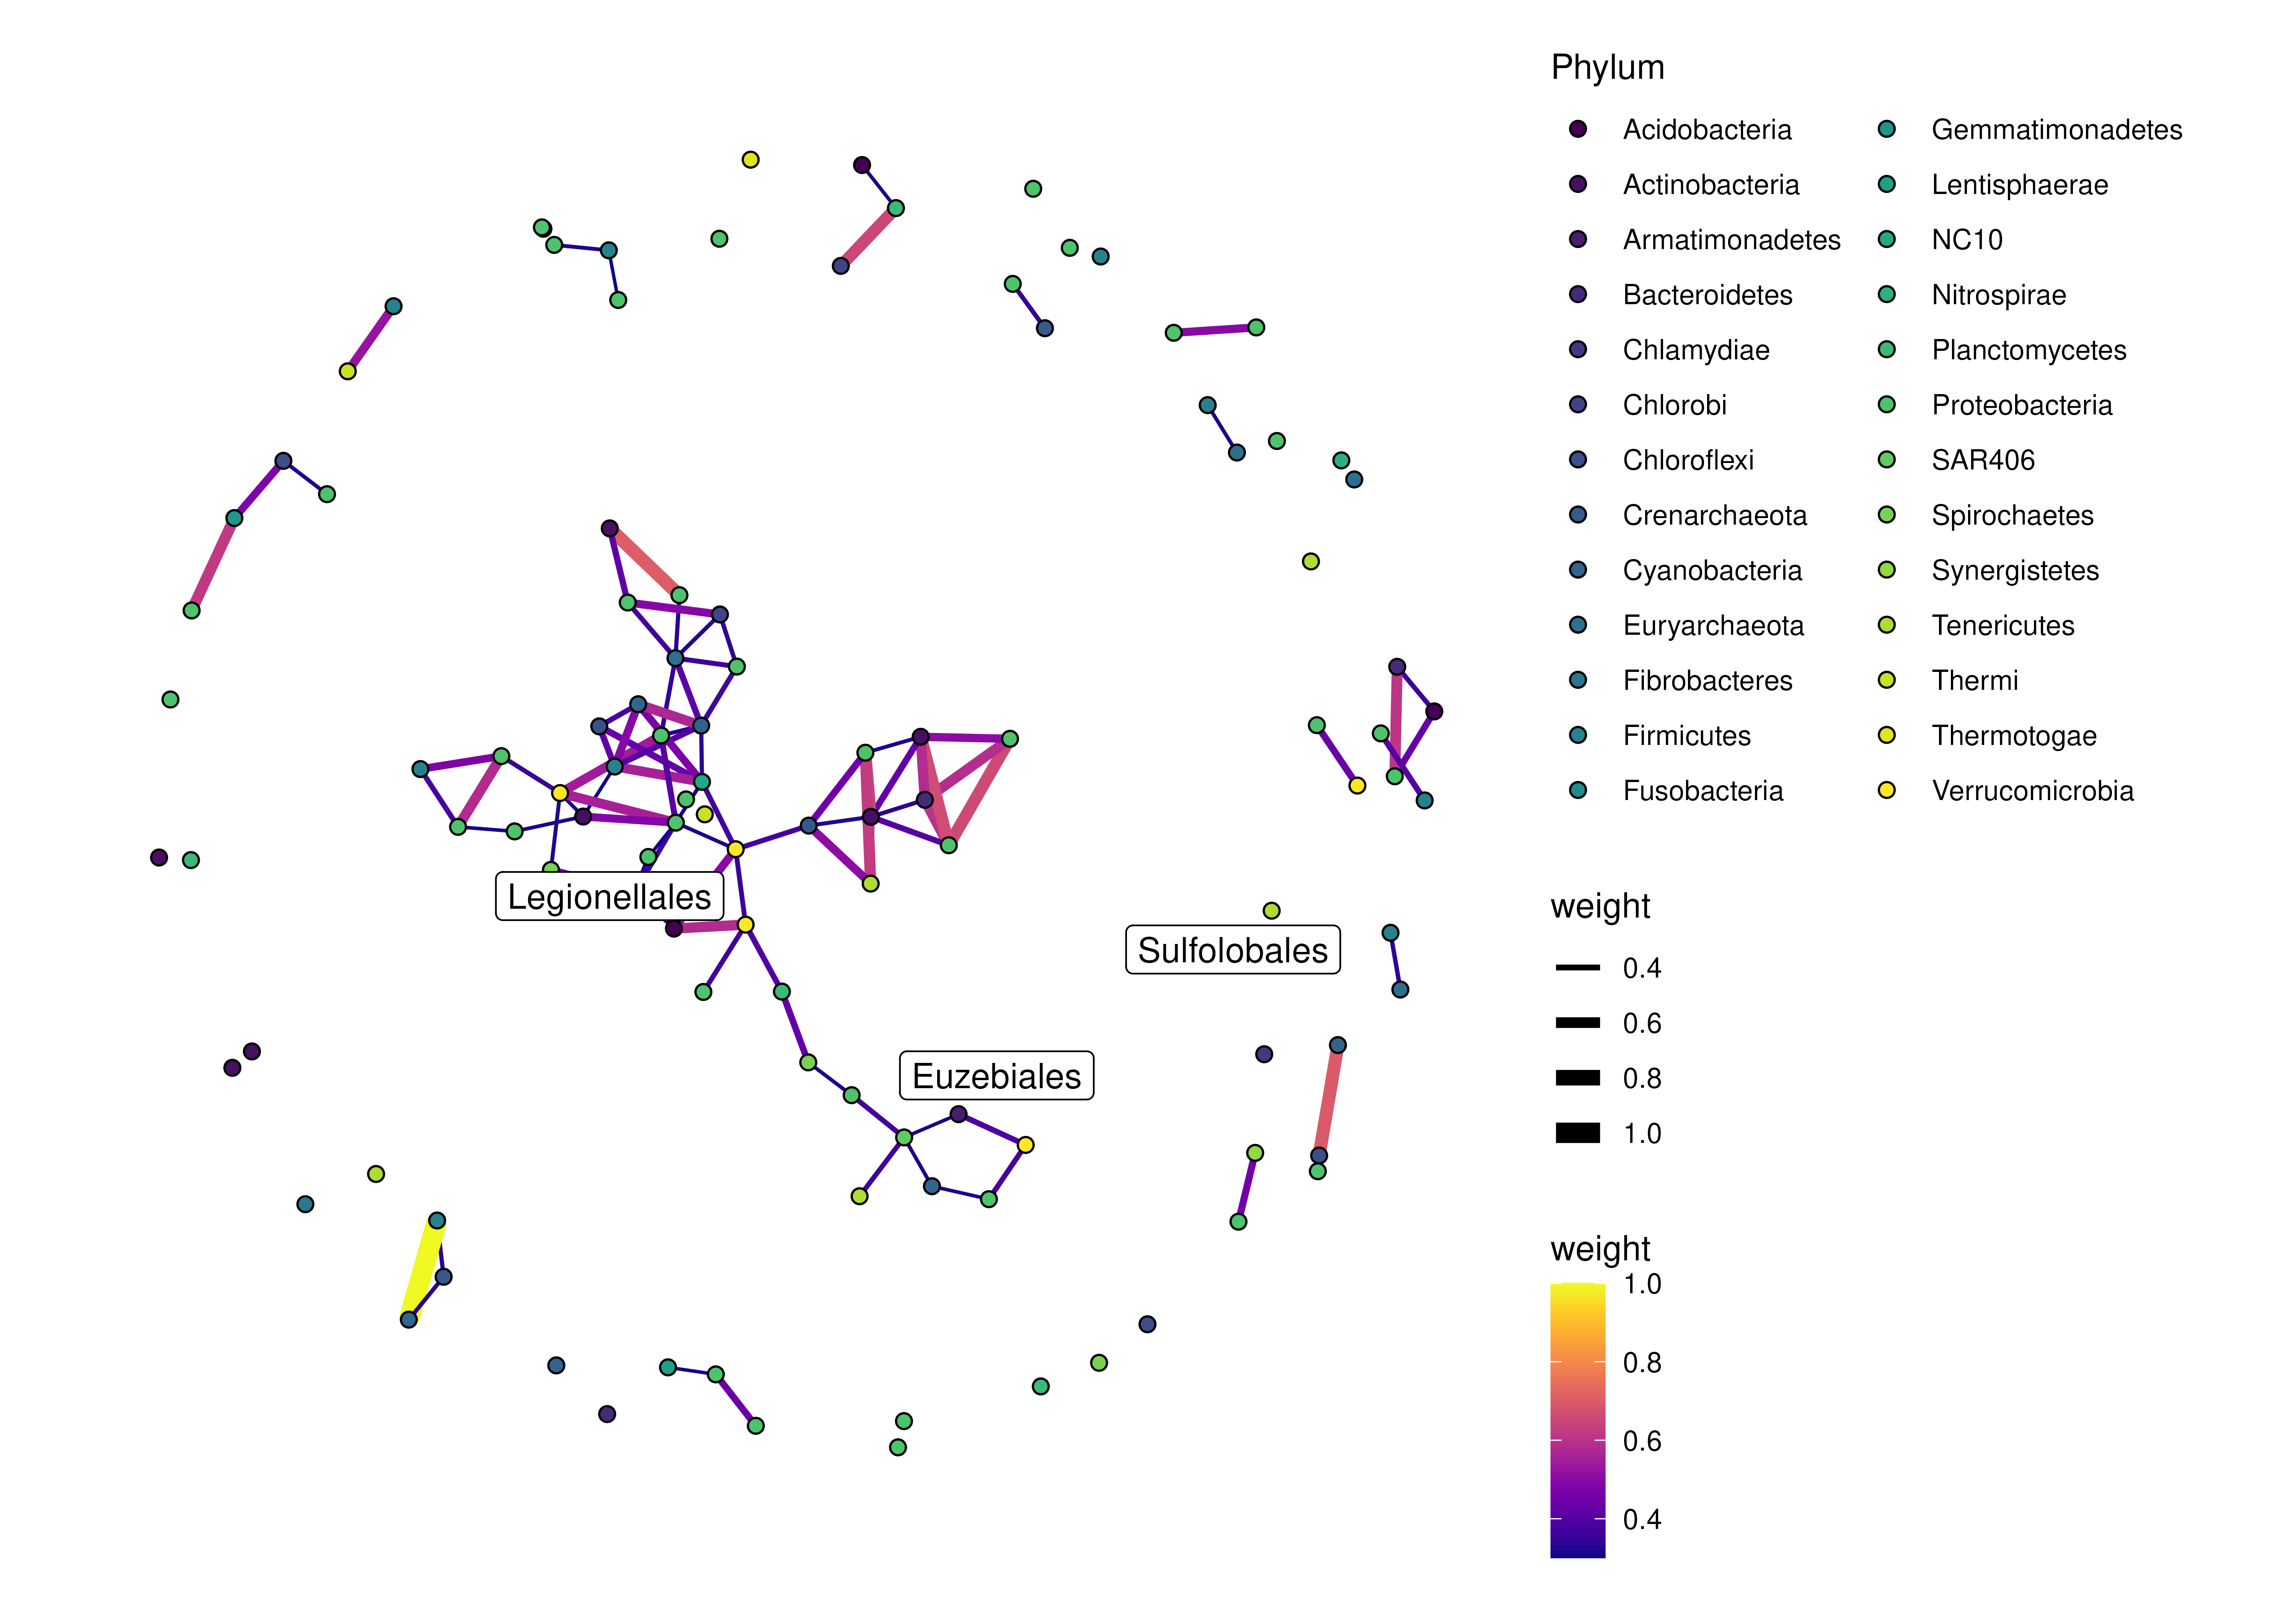 Phylum
Acidobacteria
Actinobacteria
Armatimonadetes
Bacteroidetes
Chlamydiae
Chlorobi
Chloroflexi
Crenarchaeota
Cyanobacteria
Euryarchaeota
Fibrobacteres
Firmicutes
Fusobacteria
Gemmatimonadetes
Lentisphaerae
NC10
Nitrospirae
Planctomycetes
Proteobacteria
SAR406
Spirochaetes
Synergistetes
Tenericutes
Thermi
Thermotogae
Verrucomicrobia
Legionellales
Sulfolobales
Euzebiales
weight
0.4
0.6
0.8
1.0
weight
1.0
0.8
0.6
0.4